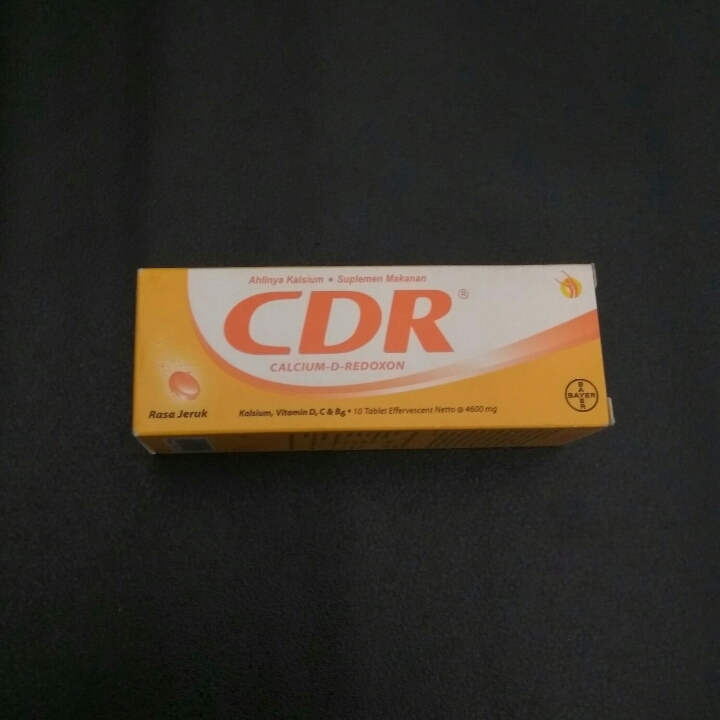 Ahlinya Kalsium • Suplemen Makanan
CDR®
CALCIUM-D-REDOXON
Rasa Jeruk
Kalsium, Vitamin D, C & B6 • 10 Tablet Effervescent Netto @ 4600 mg
BAYER
BAYER